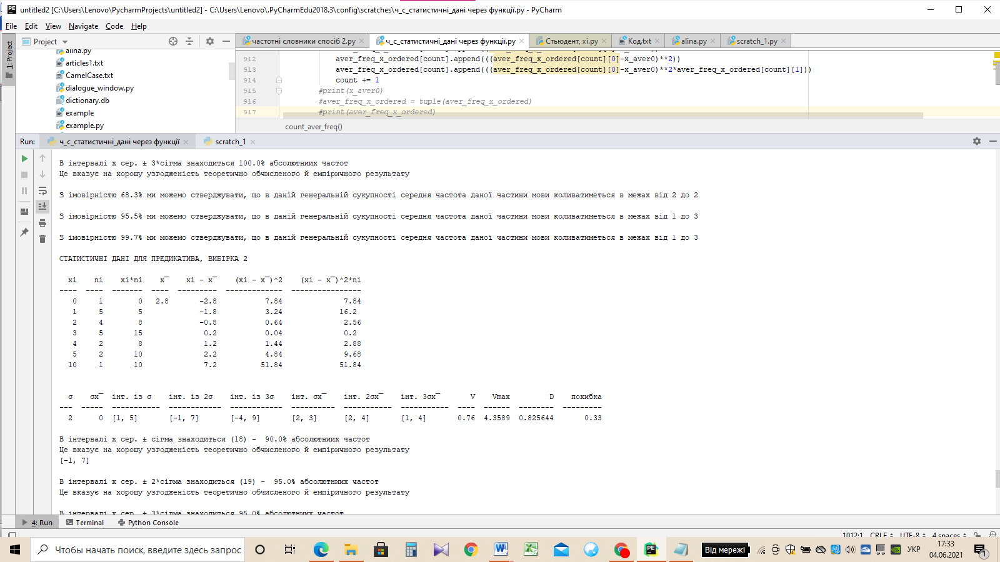 untitled2 [C:\Users\Lenovo\PycharmProjects\untitled2] - C:\Users\Lenovo\.PyCharmEdu2018.3\config\scratches\ч_с_статистичні_дані через функції.py - PyCharm
File Edit View Navigate Code Help
Project
частотні словники спосіб 2.py ч_с_статистичні_дані через функції.py Стьюдент, хі.py Код.txt alina.py scratch_1.py
1: Project
alina.py
articles1.txt
CamelCase.txt
dialogue_window.py
dictionary.db
example
example.py
912 aver_freq_x_ordered[count].append(((aver_freq_x_ordered[count][0]-x_aver0)**2))
913 aver_freq_x_ordered[count].append(((aver_freq_x_ordered[count][0]-x_aver0)**2*aver_freq_x_ordered[count][1]))
914 count += 1
915 #print(x_aver0)
916 #aver_freq_x_ordered = tuple(aver_freq_x_ordered)
917 #print(aver_freq_x_ordered)
count_aver_freq()
Run: ч_с_статистичні_дані через функції scratch_1
В інтервалі х сер. ± 3*сігма знаходиться 100.0% абсолютниих частот
Це вказує на хорошу узгодженість теоретично обчисленого й емпіричного результату
З імовірністю 68.3% ми можемо стверджувати, що в даній генеральній сукупності середня частота даної частини мови коливатиметься в межах від 2 до 2
З імовірністю 95.5% ми можемо стверджувати, що в даній генеральній сукупності середня частота даної частини мови коливатиметься в межах від 1 до 3
З імовірністю 99.7% ми можемо стверджувати, що в даній генеральній сукупності середня частота даної частини мови коливатиметься в межах від 1 до 3
СТАТИСТИЧНІ ДАНІ ДЛЯ ПРЕДИКАТИВА, ВИБІРКА 2
xi ni xi*ni x¯ xi - x¯ (xi - x¯)^2 (xi - x¯)^2*ni
---- ---- ------- ---- --------- ------------- ----------------
0 1 0 2.8 -2.8 7.84 7.84
1 5 5 -1.8 3.24 16.2
2 4 8 -0.8 0.64 2.56
3 5 15 0.2 0.04 0.2
4 2 8 1.2 1.44 2.88
5 2 10 2.2 4.84 9.68
10 1 10 7.2 51.84 51.84
σ σx¯ інт. із σ інт. із 2σ інт. із 3σ інт. σx¯ інт. 2σx¯ інт. 3σx¯ V Vmax D похибка
--- ----- ----------- ------------ ------------ ---------- ----------- ----------- ---- ------ -------- ---------
2 0 [1, 5] [-1, 7] [-4, 9] [2, 3] [2, 4] [1, 4] 0.76 4.3589 0.825644 0.33
В інтервалі х сер. ± сігма знаходиться (18) - 90.0% абсолютниих частот
Це вказує на хорошу узгодженість теоретично обчисленого й емпіричного результату
[-1, 7]
В інтервалі х сер. ± 2*сігма знаходиться (19) - 95.0% абсолютниих частот
Це вказує на хорошу узгодженість теоретично обчисленого й емпіричного результату
В інтервалі х сер. ± 3*сігма знаходиться 95.0% абсолютниих частот
4: Run Terminal Python Console
1012:1 CRLF UTF-8 4 spaces
Чтобы начать поиск, введите здесь запрос
Від мережі
УКР
17:33
04.06.2021
1